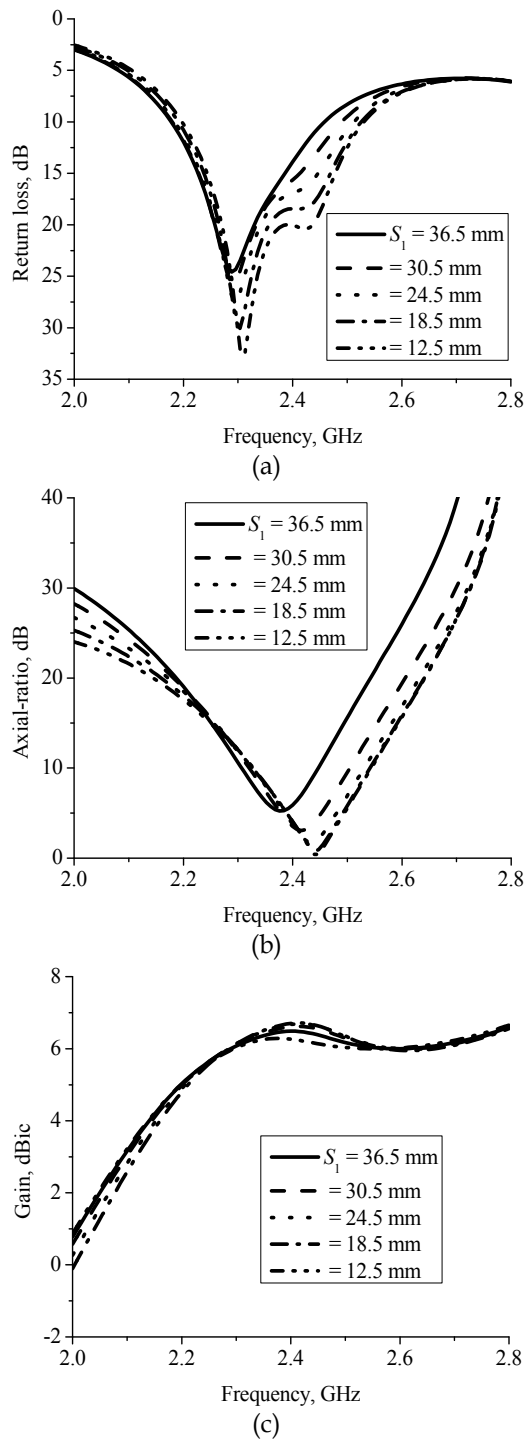 0
5
10
15
20
25
30
35
Return loss, dB
S₁ = 36.5 mm
= 30.5 mm
= 24.5 mm
= 18.5 mm
= 12.5 mm
2.0 2.2 2.4 2.6 2.8
Frequency, GHz
(a)
40
30
20
10
0
Axial-ratio, dB
S₁ = 36.5 mm
= 30.5 mm
= 24.5 mm
= 18.5 mm
= 12.5 mm
2.0 2.2 2.4 2.6 2.8
Frequency, GHz
(b)
8
6
4
2
0
-2
Gain, dBic
S₁ = 36.5 mm
= 30.5 mm
= 24.5 mm
= 18.5 mm
= 12.5 mm
2.0 2.2 2.4 2.6 2.8
Frequency, GHz
(c)